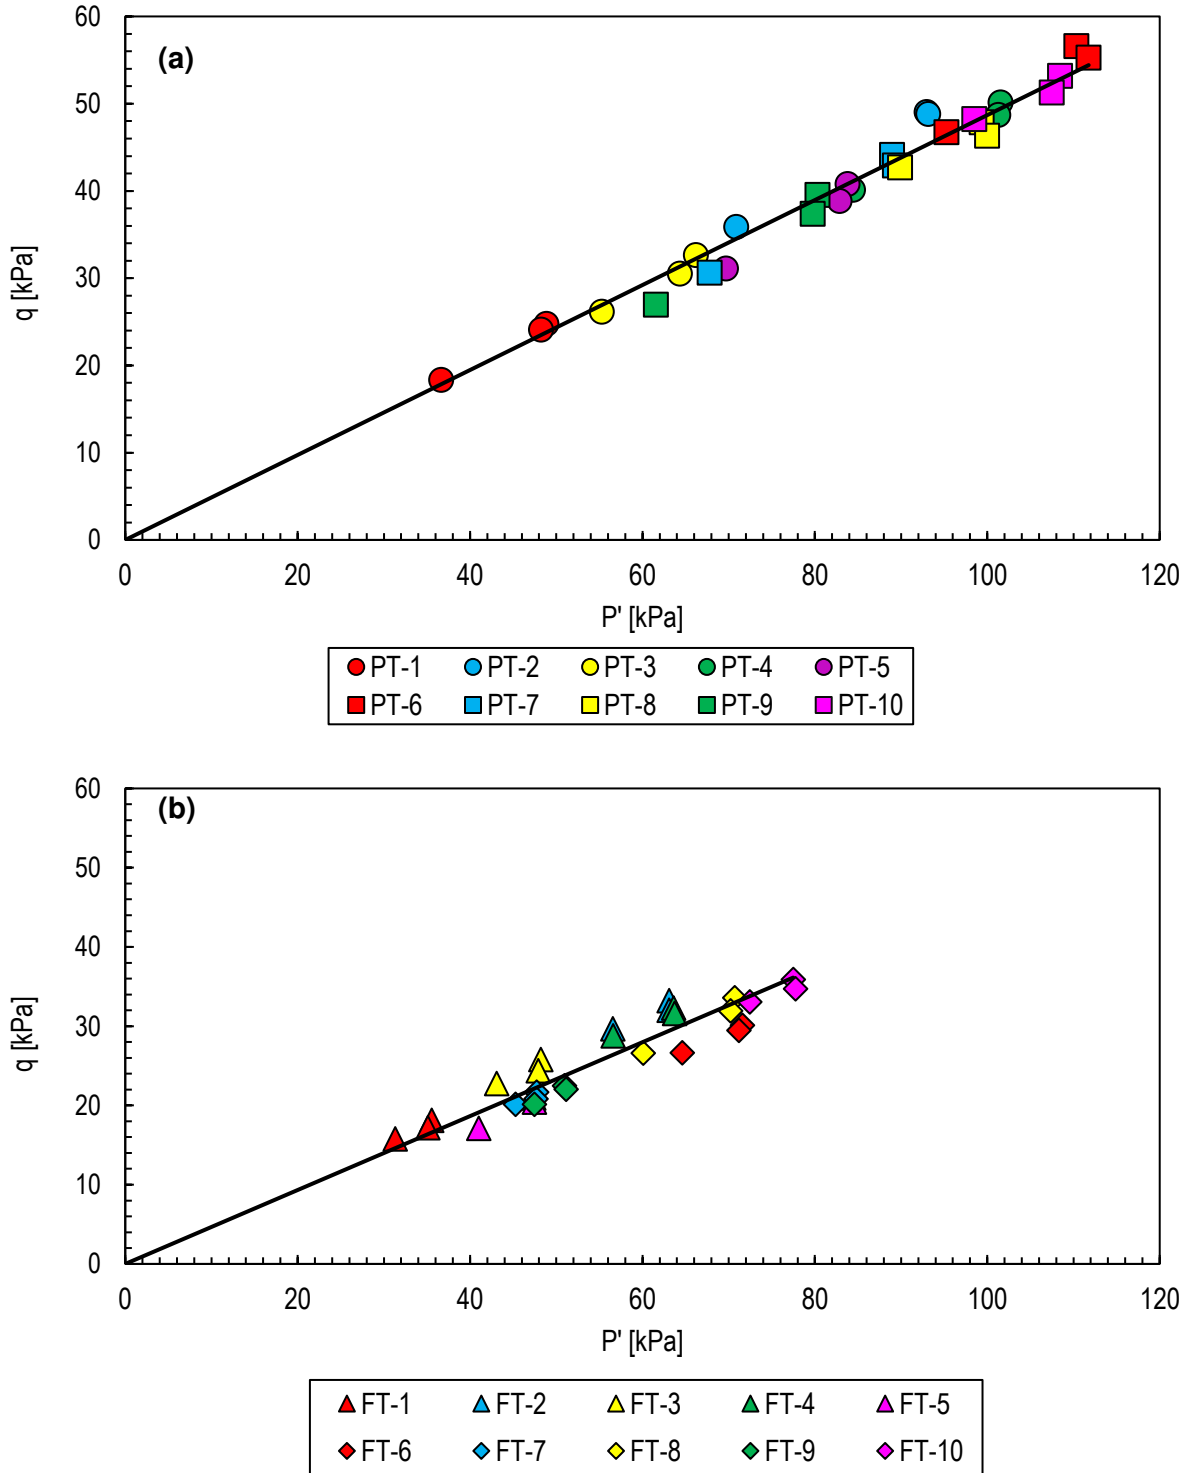 (a)
60
50
40
30
20
10
0
q [kPa]
0 20 40 60 80 100 120
P' [kPa]
PT-1 PT-2 PT-3 PT-4 PT-5
PT-6 PT-7 PT-8 PT-9 PT-10
(b)
60
50
40
30
20
10
0
q [kPa]
0 20 40 60 80 100 120
P' [kPa]
FT-1 FT-2 FT-3 FT-4 FT-5
FT-6 FT-7 FT-8 FT-9 FT-10